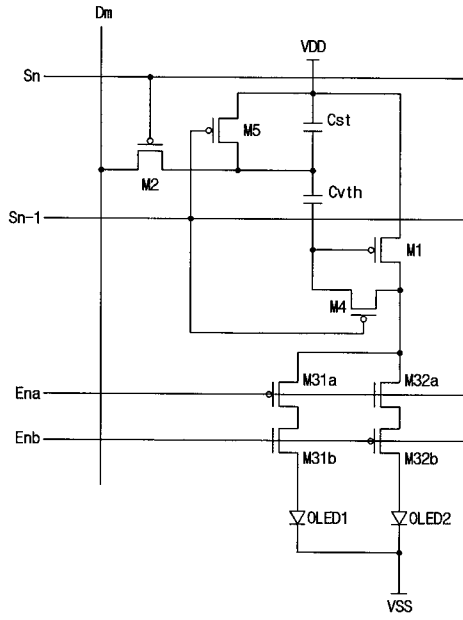 Dm
VDD
Sn
M5
Cst
M2
Cvth
Sn-1
M1
M4
M31a
M32a
Ena
Enb
M31b
M32b
OLED1
OLED2
VSS